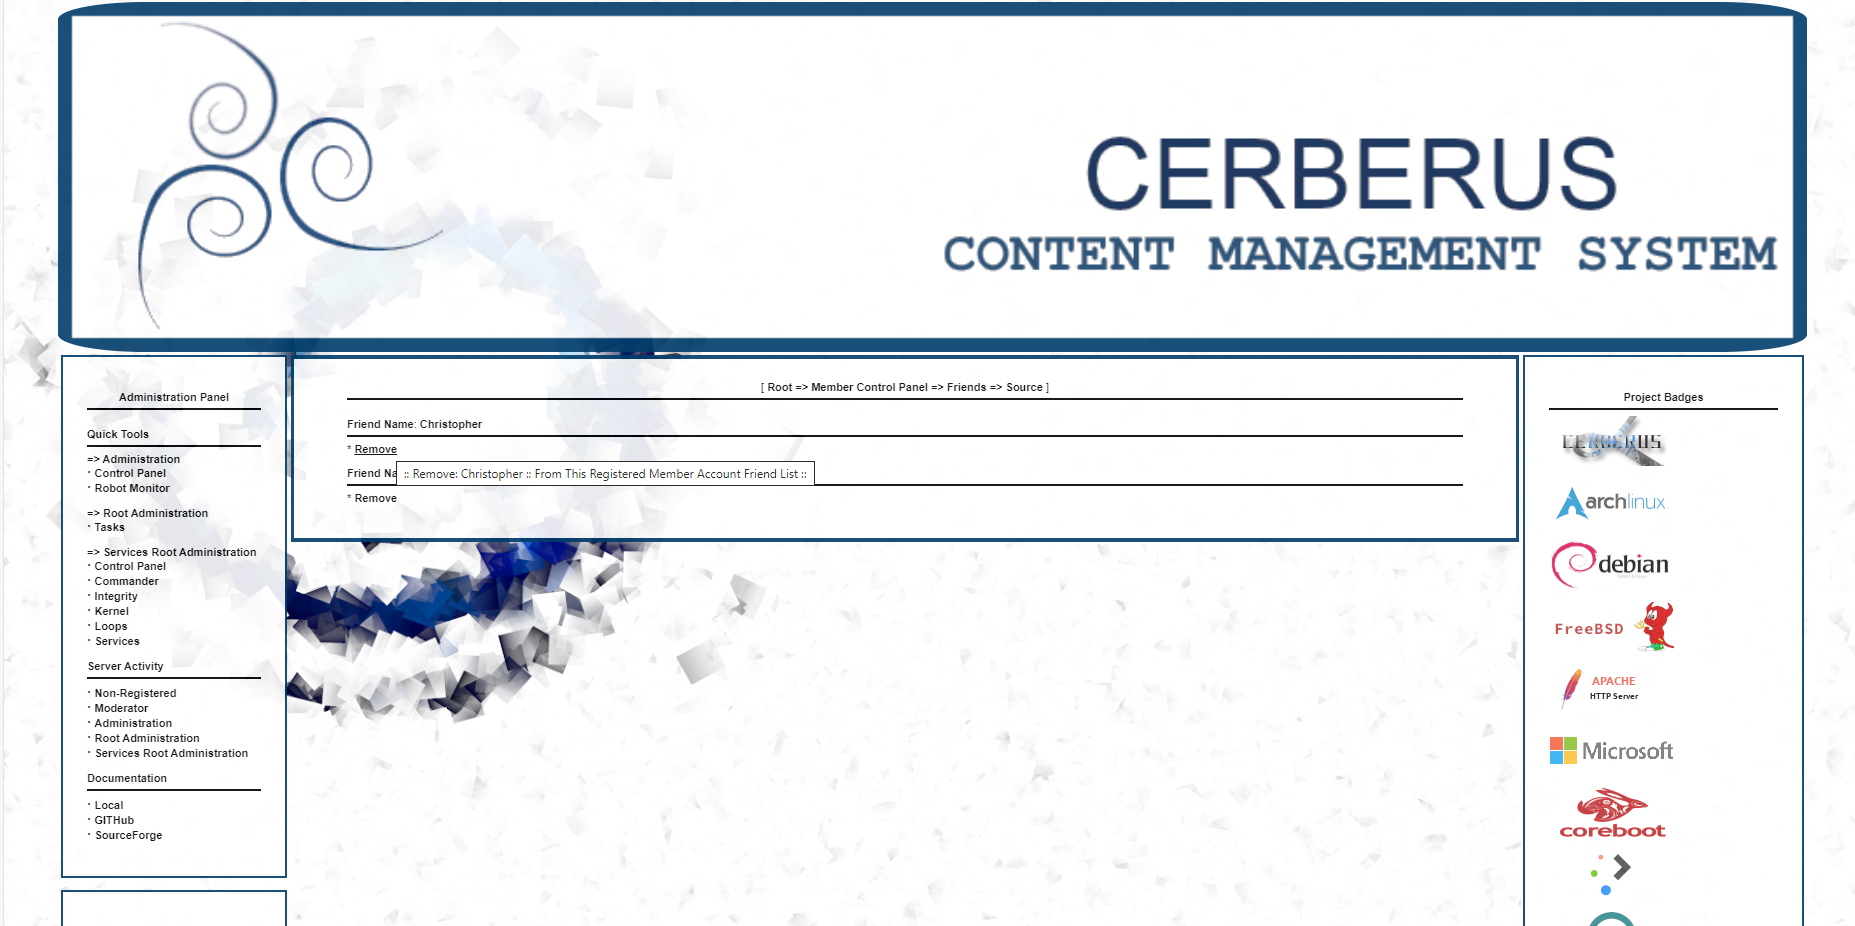 CERBERUS
CONTENT MANAGEMENT SYSTEM
Administration Panel
Quick Tools
=> Administration
· Control Panel
· Robot Monitor
=> Root Administration
· Tasks
=> Services Root Administration
· Control Panel
· Commander
· Integrity
· Kernel
· Loops
· Services
Server Activity
· Non-Registered
· Moderator
· Administration
· Root Administration
· Services Root Administration
Documentation
· Local
· GITHub
· SourceForge
[ Root => Member Control Panel => Friends => Source ]
Friend Name: Christopher
* Remove
Friend Na
:: Remove: Christopher :: From This Registered Member Account Friend List ::
* Remove
Project Badges
CERBERUS
archlinux
debian
FreeBSD
APACHE
HTTP Server
Microsoft
coreboot